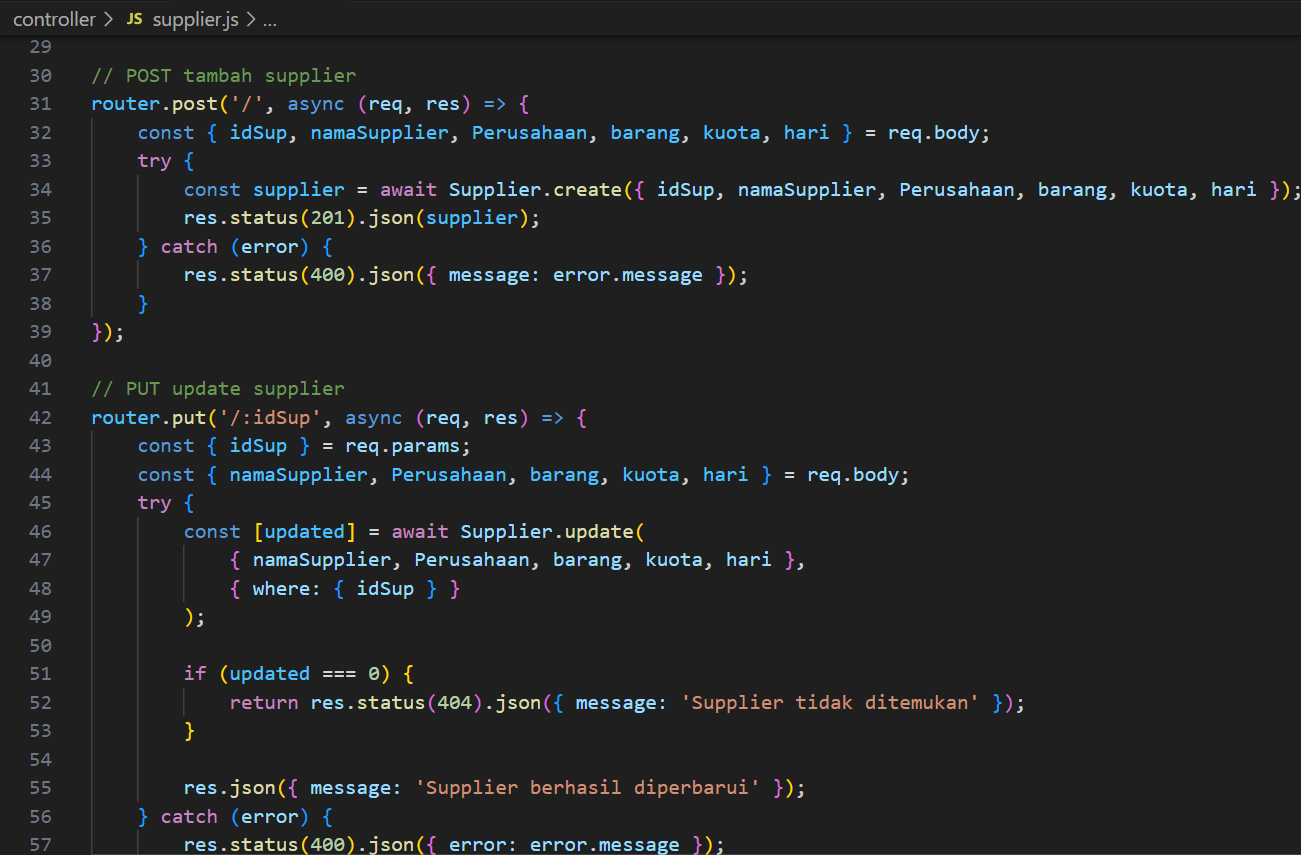 controller > JS supplier.js > ...
29
30 // POST tambah supplier
31 router.post('/', async (req, res) => {
32     const { idSup, namaSupplier, Perusahaan, barang, kuota, hari } = req.body;
33     try {
34         const supplier = await Supplier.create({ idSup, namaSupplier, Perusahaan, barang, kuota, hari });
35         res.status(201).json(supplier);
36     } catch (error) {
37         res.status(400).json({ message: error.message });
38     }
39 });
40
41 // PUT update supplier
42 router.put('/:idSup', async (req, res) => {
43     const { idSup } = req.params;
44     const { namaSupplier, Perusahaan, barang, kuota, hari } = req.body;
45     try {
46         const [updated] = await Supplier.update(
47             { namaSupplier, Perusahaan, barang, kuota, hari },
48             { where: { idSup } }
49         );
50
51         if (updated === 0) {
52             return res.status(404).json({ message: 'Supplier tidak ditemukan' });
53         }
54
55         res.json({ message: 'Supplier berhasil diperbarui' });
56     } catch (error) {
57         res.status(400).json({ error: error.message });